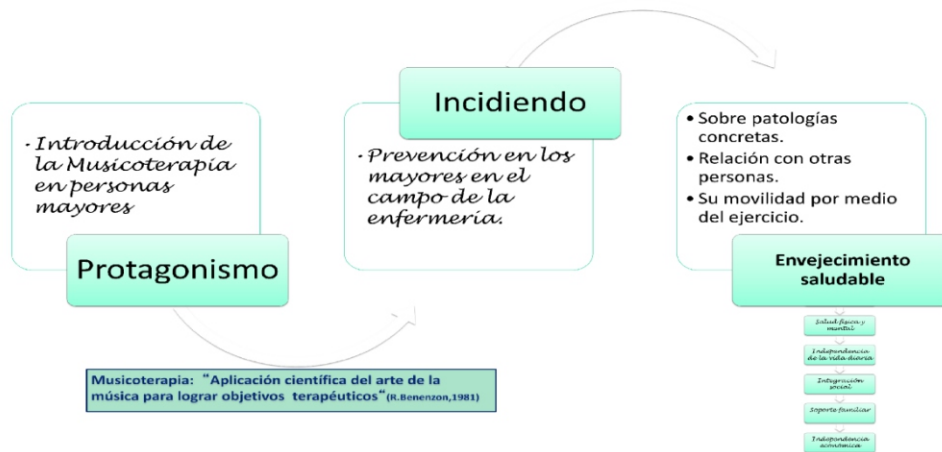 · Introducción de
la Musicoterapia
en personas
mayores
Protagonismo
Incidiendo
· Prevención en los
mayores en el
campo de la
enfermería.
• Sobre patologías
concretas.
• Relación con otras
personas.
• Su movilidad por medio
del ejercicio.
Envejecimiento
saludable
Salud física y
mental
Independencia
de la vida diaria
Integración
social
Soporte familiar
Independencia
económica
Musicoterapia: “Aplicación científica del arte de la
música para lograr objetivos terapéuticos“(R.Benenzon,1981)